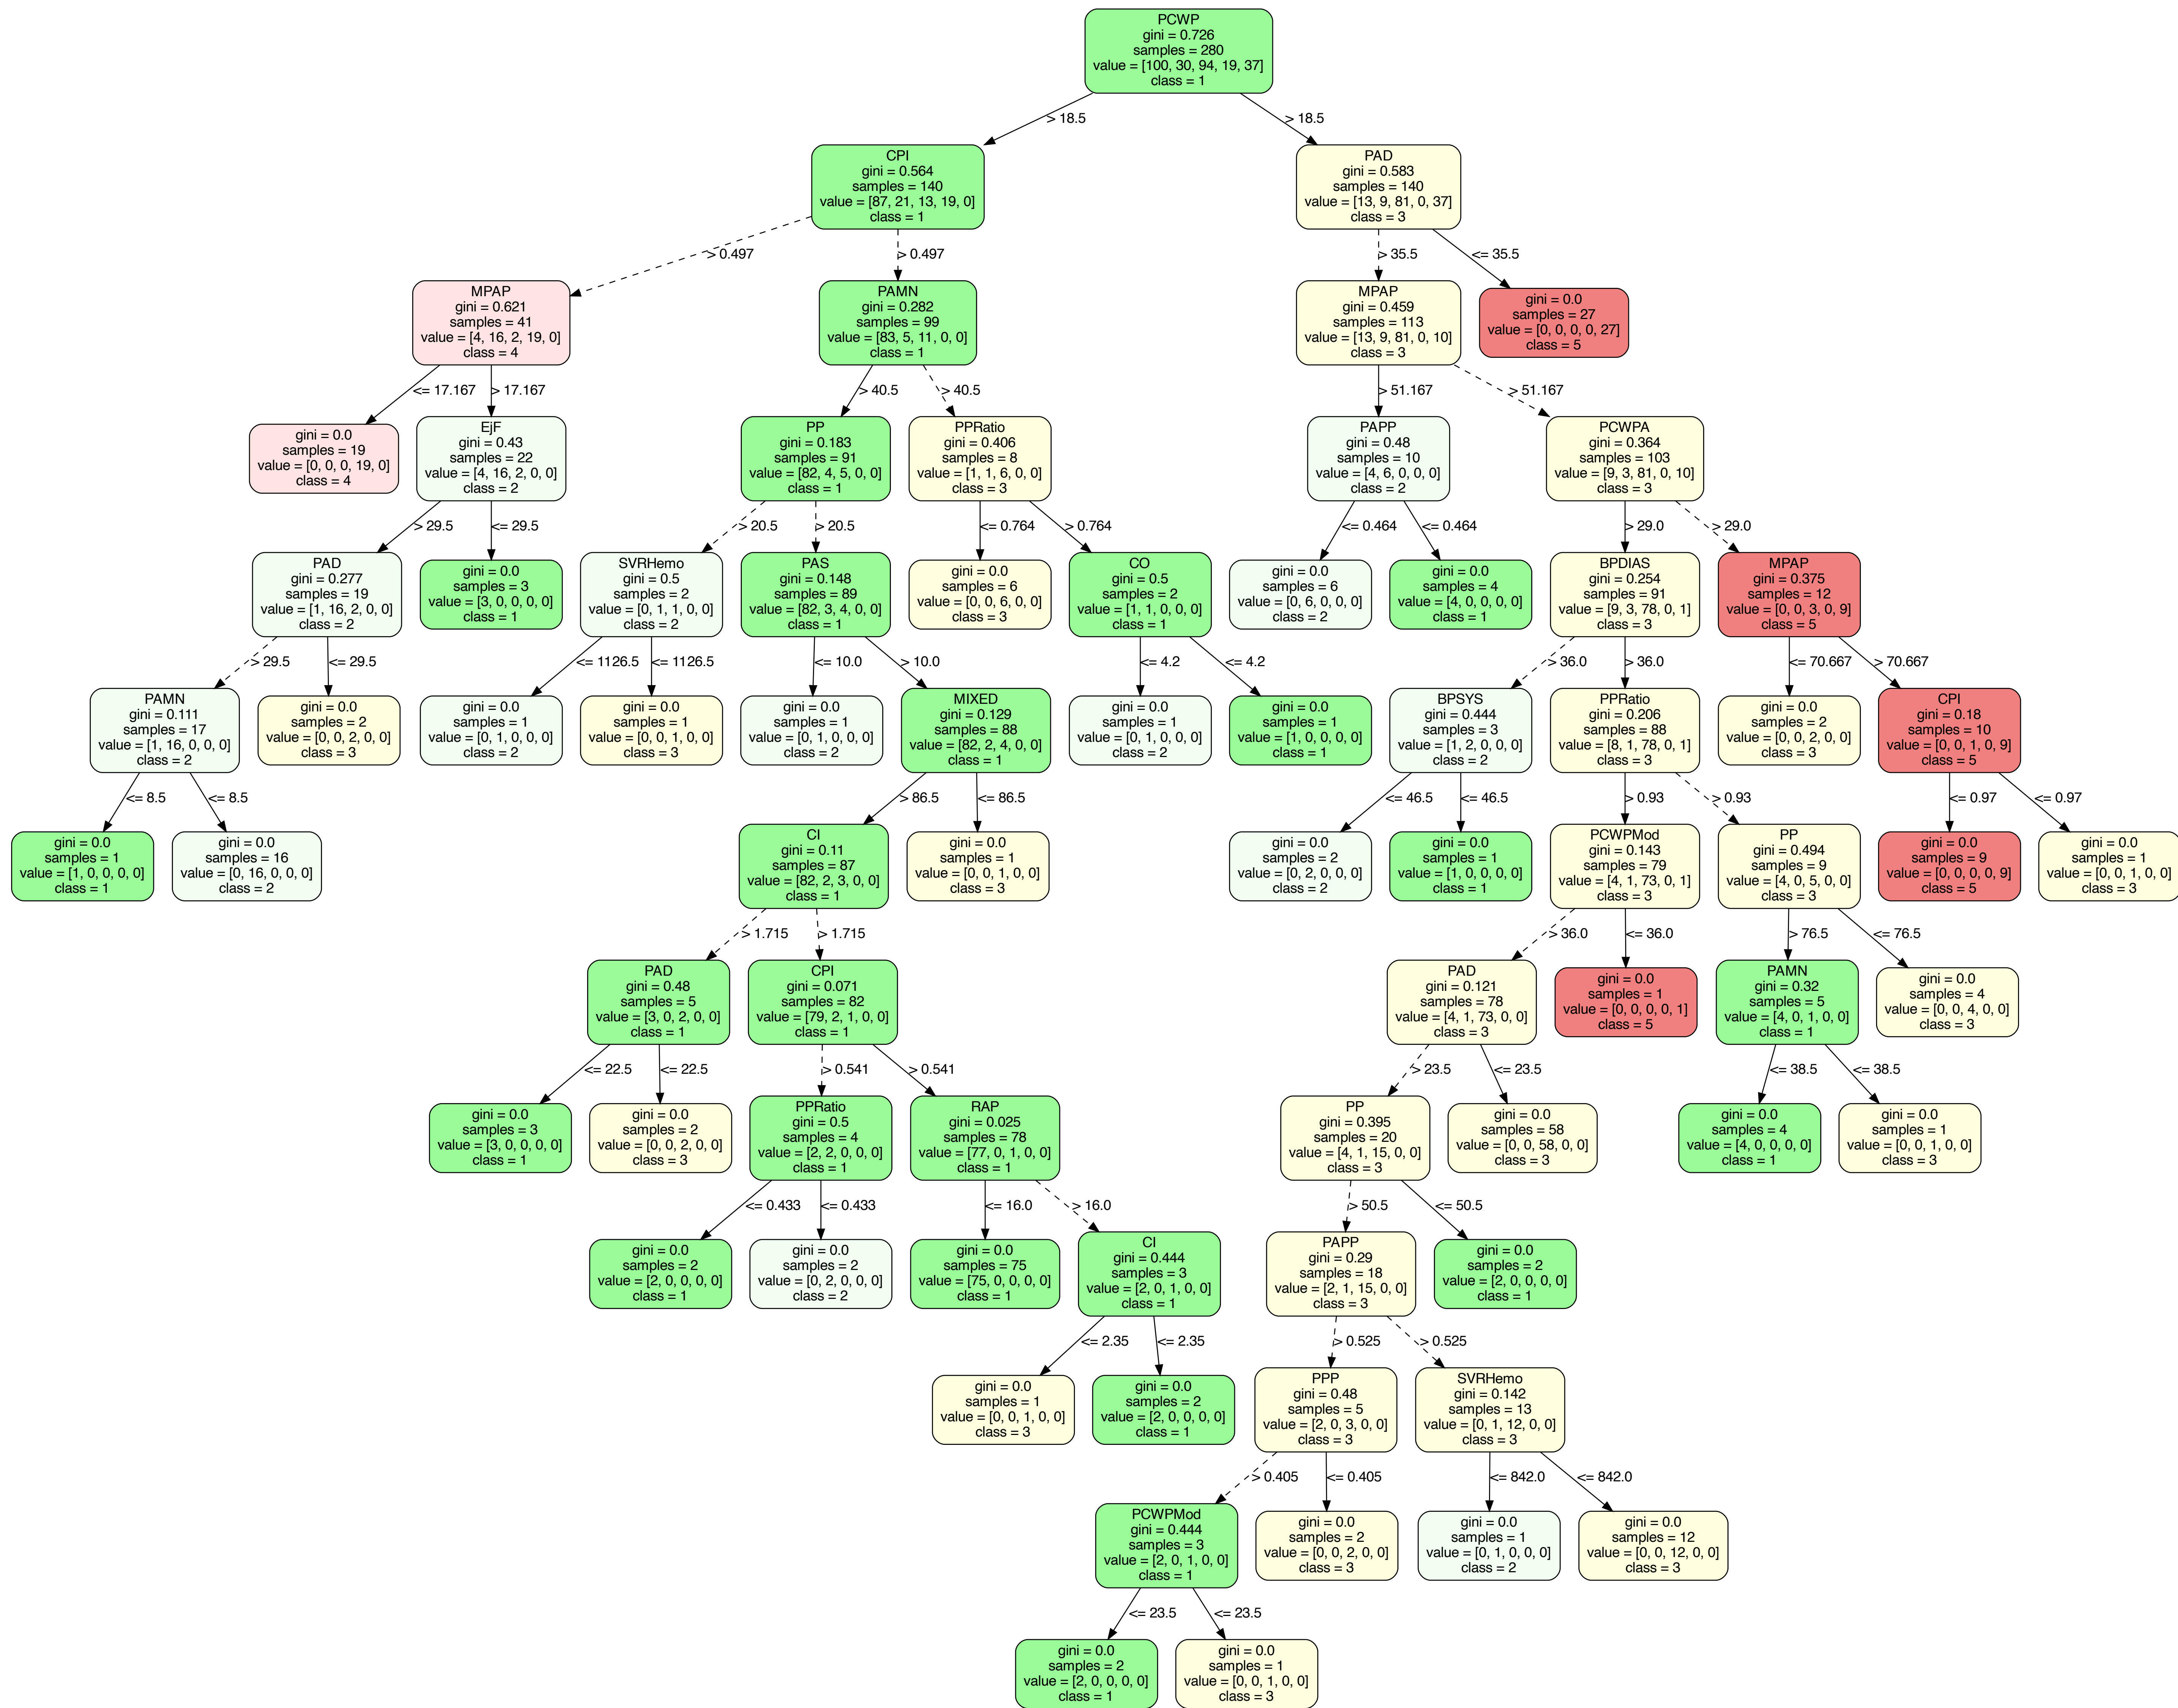 PCWP
gini = 0.726
samples = 280
value = [100, 30, 94, 19, 37]
class = 1
> 18.5
> 18.5
CPI
gini = 0.564
samples = 140
value = [87, 21, 13, 19, 0]
class = 1
PAD
gini = 0.583
samples = 140
value = [13, 9, 81, 0, 37]
class = 3
> 0.497
> 0.497
> 35.5
<= 35.5
MPAP
gini = 0.621
samples = 41
value = [4, 16, 2, 19, 0]
class = 4
PAMN
gini = 0.282
samples = 99
value = [83, 5, 11, 0, 0]
class = 1
MPAP
gini = 0.459
samples = 113
value = [13, 9, 81, 0, 10]
class = 3
gini = 0.0
samples = 27
value = [0, 0, 0, 0, 27]
class = 5
<= 17.167
> 17.167
> 40.5
> 40.5
> 51.167
> 51.167
gini = 0.0
samples = 19
value = [0, 0, 0, 19, 0]
class = 4
EjF
gini = 0.43
samples = 22
value = [4, 16, 2, 0, 0]
class = 2
PP
gini = 0.183
samples = 91
value = [82, 4, 5, 0, 0]
class = 1
PPRatio
gini = 0.406
samples = 8
value = [1, 1, 6, 0, 0]
class = 3
PAPP
gini = 0.48
samples = 10
value = [4, 6, 0, 0, 0]
class = 2
PCWPA
gini = 0.364
samples = 103
value = [9, 3, 81, 0, 10]
class = 3
> 29.5
<= 29.5
> 20.5
> 20.5
<= 0.764
> 0.764
<= 0.464
<= 0.464
> 29.0
> 29.0
PAD
gini = 0.277
samples = 19
value = [1, 16, 2, 0, 0]
class = 2
gini = 0.0
samples = 3
value = [3, 0, 0, 0, 0]
class = 1
SVRHemo
gini = 0.5
samples = 2
value = [0, 1, 1, 0, 0]
class = 2
PAS
gini = 0.148
samples = 89
value = [82, 3, 4, 0, 0]
class = 1
gini = 0.0
samples = 6
value = [0, 0, 6, 0, 0]
class = 3
CO
gini = 0.5
samples = 2
value = [1, 1, 0, 0, 0]
class = 1
gini = 0.0
samples = 6
value = [0, 6, 0, 0, 0]
class = 2
gini = 0.0
samples = 4
value = [4, 0, 0, 0, 0]
class = 1
BPDIAS
gini = 0.254
samples = 91
value = [9, 3, 78, 0, 1]
class = 3
MPAP
gini = 0.375
samples = 12
value = [0, 0, 3, 0, 9]
class = 5
> 29.5
<= 29.5
<= 1126.5
<= 1126.5
<= 10.0
> 10.0
<= 4.2
<= 4.2
> 36.0
> 36.0
<= 70.667
> 70.667
PAMN
gini = 0.111
samples = 17
value = [1, 16, 0, 0, 0]
class = 2
gini = 0.0
samples = 2
value = [0, 0, 2, 0, 0]
class = 3
gini = 0.0
samples = 1
value = [0, 1, 0, 0, 0]
class = 2
gini = 0.0
samples = 1
value = [0, 0, 1, 0, 0]
class = 3
gini = 0.0
samples = 1
value = [0, 1, 0, 0, 0]
class = 2
MIXED
gini = 0.129
samples = 88
value = [82, 2, 4, 0, 0]
class = 1
gini = 0.0
samples = 1
value = [0, 1, 0, 0, 0]
class = 2
gini = 0.0
samples = 1
value = [1, 0, 0, 0, 0]
class = 1
BPSYS
gini = 0.444
samples = 3
value = [1, 2, 0, 0, 0]
class = 2
PPRatio
gini = 0.206
samples = 88
value = [8, 1, 78, 0, 1]
class = 3
gini = 0.0
samples = 2
value = [0, 0, 2, 0, 0]
class = 3
CPI
gini = 0.18
samples = 10
value = [0, 0, 1, 0, 9]
class = 5
<= 8.5
<= 8.5
> 86.5
<= 86.5
<= 46.5
<= 46.5
> 0.93
> 0.93
<= 0.97
<= 0.97
gini = 0.0
samples = 1
value = [1, 0, 0, 0, 0]
class = 1
gini = 0.0
samples = 16
value = [0, 16, 0, 0, 0]
class = 2
CI
gini = 0.11
samples = 87
value = [82, 2, 3, 0, 0]
class = 1
gini = 0.0
samples = 1
value = [0, 0, 1, 0, 0]
class = 3
gini = 0.0
samples = 2
value = [0, 2, 0, 0, 0]
class = 2
gini = 0.0
samples = 1
value = [1, 0, 0, 0, 0]
class = 1
PCWPMod
gini = 0.143
samples = 79
value = [4, 1, 73, 0, 1]
class = 3
PP
gini = 0.494
samples = 9
value = [4, 0, 5, 0, 0]
class = 3
gini = 0.0
samples = 9
value = [0, 0, 0, 0, 9]
class = 5
gini = 0.0
samples = 1
value = [0, 0, 1, 0, 0]
class = 3
> 1.715
> 1.715
> 36.0
<= 36.0
> 76.5
<= 76.5
PAD
gini = 0.48
samples = 5
value = [3, 0, 2, 0, 0]
class = 1
CPI
gini = 0.071
samples = 82
value = [79, 2, 1, 0, 0]
class = 1
PAD
gini = 0.121
samples = 78
value = [4, 1, 73, 0, 0]
class = 3
gini = 0.0
samples = 1
value = [0, 0, 0, 0, 1]
class = 5
PAMN
gini = 0.32
samples = 5
value = [4, 0, 1, 0, 0]
class = 1
gini = 0.0
samples = 4
value = [0, 0, 4, 0, 0]
class = 3
<= 22.5
<= 22.5
> 0.541
> 0.541
> 23.5
<= 23.5
<= 38.5
<= 38.5
gini = 0.0
samples = 3
value = [3, 0, 0, 0, 0]
class = 1
gini = 0.0
samples = 2
value = [0, 0, 2, 0, 0]
class = 3
PPRatio
gini = 0.5
samples = 4
value = [2, 2, 0, 0, 0]
class = 1
RAP
gini = 0.025
samples = 78
value = [77, 0, 1, 0, 0]
class = 1
PP
gini = 0.395
samples = 20
value = [4, 1, 15, 0, 0]
class = 3
gini = 0.0
samples = 58
value = [0, 0, 58, 0, 0]
class = 3
gini = 0.0
samples = 4
value = [4, 0, 0, 0, 0]
class = 1
gini = 0.0
samples = 1
value = [0, 0, 1, 0, 0]
class = 3
<= 0.433
<= 0.433
<= 16.0
> 16.0
> 50.5
<= 50.5
gini = 0.0
samples = 2
value = [2, 0, 0, 0, 0]
class = 1
gini = 0.0
samples = 2
value = [0, 2, 0, 0, 0]
class = 2
gini = 0.0
samples = 75
value = [75, 0, 0, 0, 0]
class = 1
CI
gini = 0.444
samples = 3
value = [2, 0, 1, 0, 0]
class = 1
PAPP
gini = 0.29
samples = 18
value = [2, 1, 15, 0, 0]
class = 3
gini = 0.0
samples = 2
value = [2, 0, 0, 0, 0]
class = 1
<= 2.35
<= 2.35
> 0.525
> 0.525
gini = 0.0
samples = 1
value = [0, 0, 1, 0, 0]
class = 3
gini = 0.0
samples = 2
value = [2, 0, 0, 0, 0]
class = 1
PPP
gini = 0.48
samples = 5
value = [2, 0, 3, 0, 0]
class = 3
SVRHemo
gini = 0.142
samples = 13
value = [0, 1, 12, 0, 0]
class = 3
> 0.405
<= 0.405
<= 842.0
<= 842.0
PCWPMod
gini = 0.444
samples = 3
value = [2, 0, 1, 0, 0]
class = 1
gini = 0.0
samples = 2
value = [0, 0, 2, 0, 0]
class = 3
gini = 0.0
samples = 1
value = [0, 1, 0, 0, 0]
class = 2
gini = 0.0
samples = 12
value = [0, 0, 12, 0, 0]
class = 3
<= 23.5
<= 23.5
gini = 0.0
samples = 2
value = [2, 0, 0, 0, 0]
class = 1
gini = 0.0
samples = 1
value = [0, 0, 1, 0, 0]
class = 3